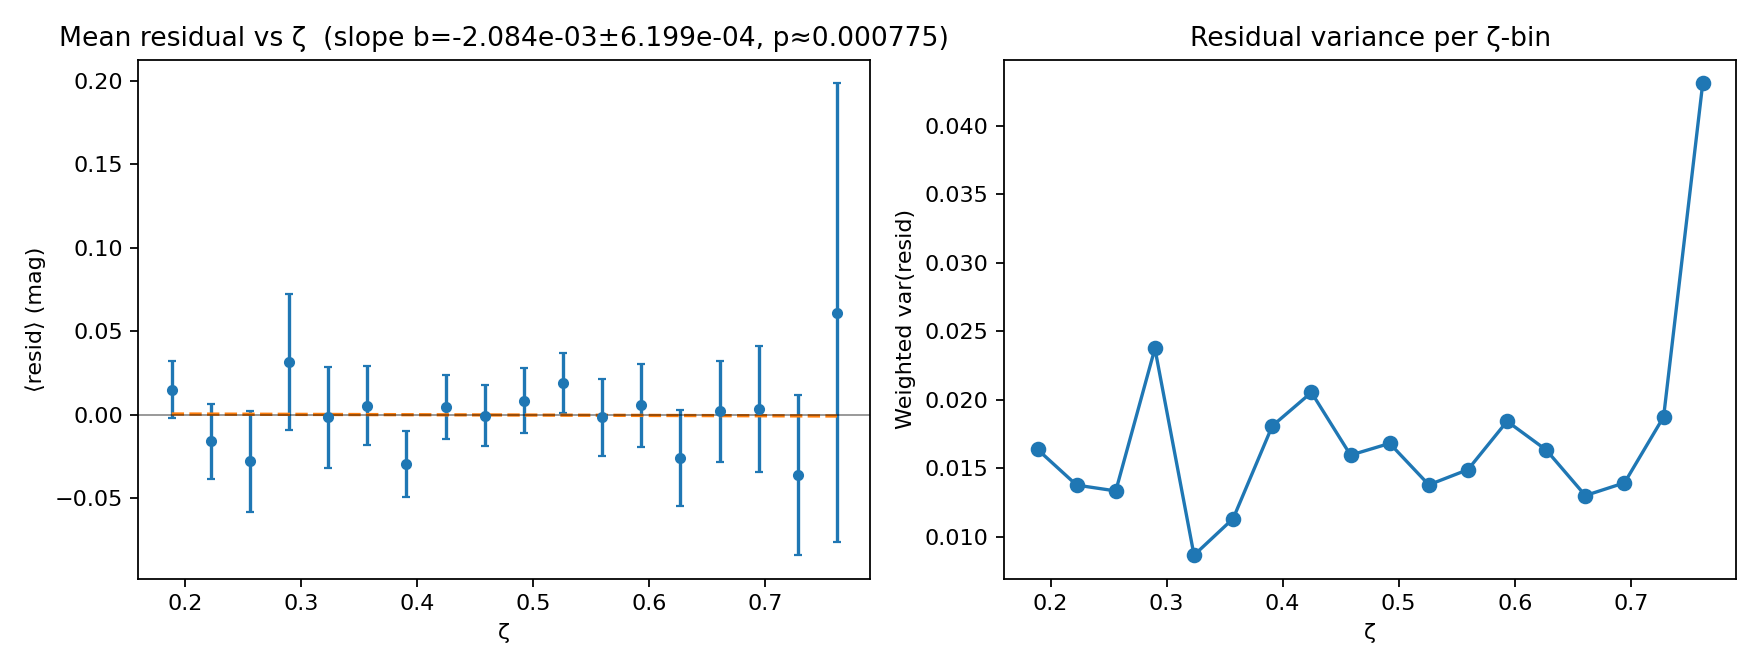 Mean residual vs ζ  (slope b=-2.084e-03±6.199e-04, p≈0.000775)
⟨resid⟩ (mag)
0.20
0.15
0.10
0.05
0.00
−0.05
0.2 0.3 0.4 0.5 0.6 0.7
ζ
Residual variance per ζ-bin
Weighted var(resid)
0.040
0.035
0.030
0.025
0.020
0.015
0.010
0.2 0.3 0.4 0.5 0.6 0.7
ζ